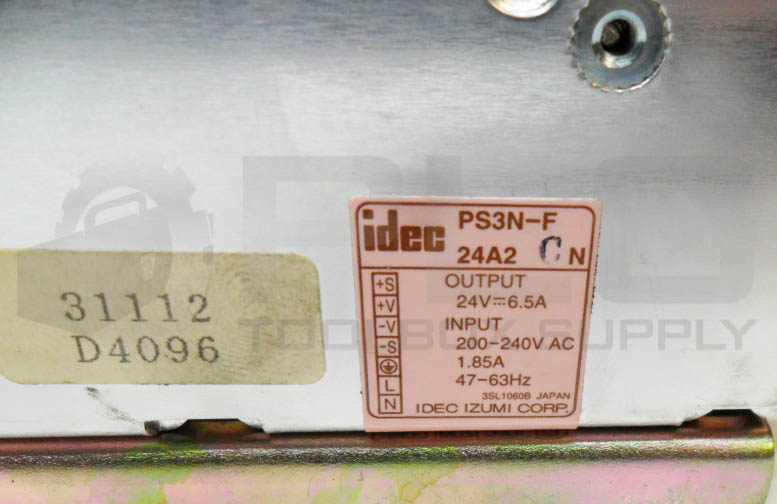 idec PS3N-F
24A2 C N
+S OUTPUT
+V 24V⎓6.5A
-V INPUT
-S 200-240V AC
⏚ 1.85A
L 47-63Hz
N 3SL1060B JAPAN
IDEC IZUMI CORP.
31112
D4096
PLC
TOOLBOX SUPPLY